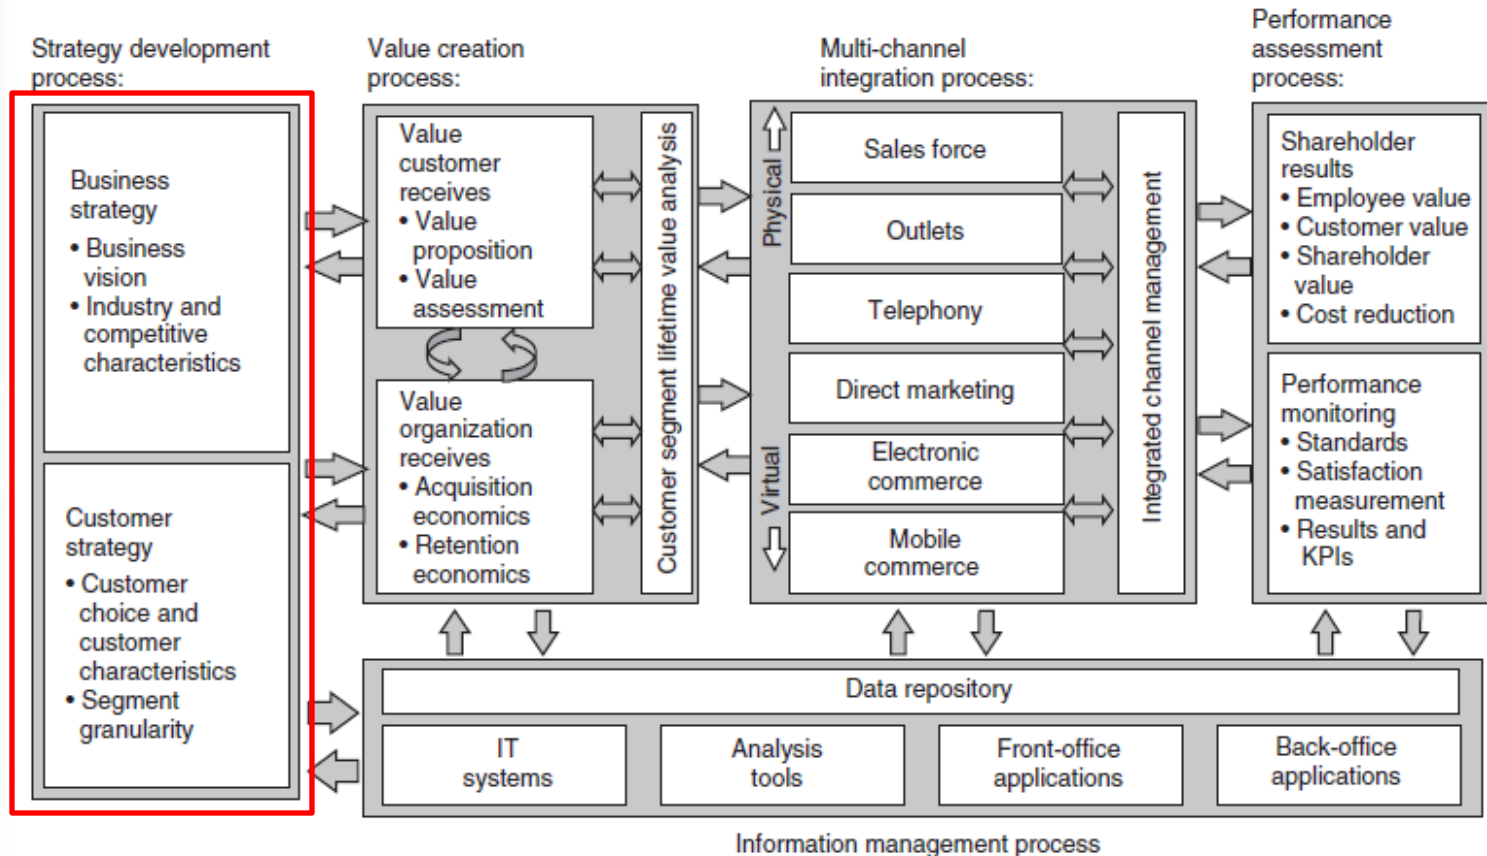 Strategy development
process:
Business
strategy
• Business
vision
• Industry and
competitive
characteristics
Customer
strategy
• Customer
choice and
customer
characteristics
• Segment
granularity
Value creation
process:
Value
customer
receives
• Value
proposition
• Value
assessment
Value
organization
receives
• Acquisition
economics
• Retention
economics
Customer segment lifetime value analysis
Multi-channel
integration process:
Physical
Virtual
Sales force
Outlets
Telephony
Direct marketing
Electronic
commerce
Mobile
commerce
Integrated channel management
Performance
assessment
process:
Shareholder
results
• Employee value
• Customer value
• Shareholder
value
• Cost reduction
Performance
monitoring
• Standards
• Satisfaction
measurement
• Results and
KPIs
Data repository
IT
systems
Analysis
tools
Front-office
applications
Back-office
applications
Information management process